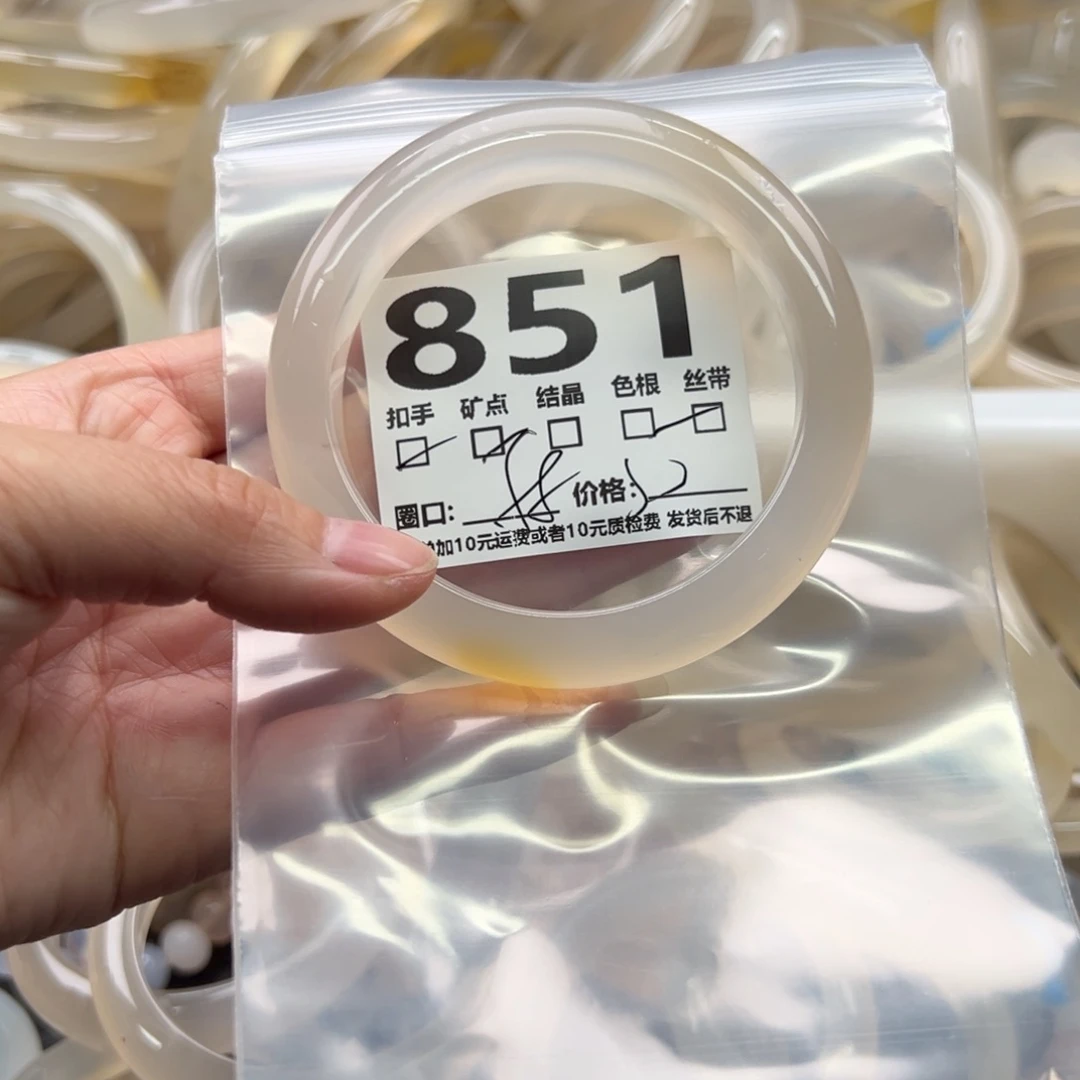 851
扣手 矿点 结晶 色根 丝带
圈口: 价格:
加10元运费或者10元质检费 发货后不退